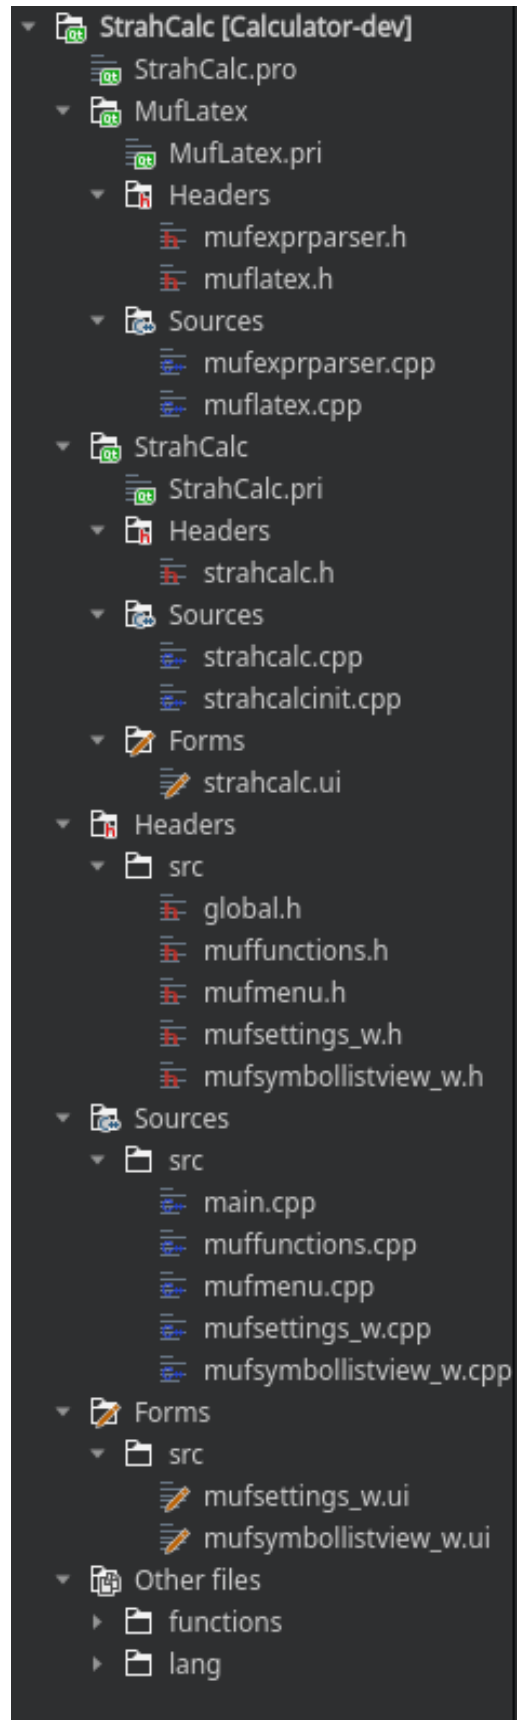 StrahCalc [Calculator-dev]
StrahCalc.pro
MufLatex
MufLatex.pri
Headers
mufexprparser.h
muflatex.h
Sources
mufexprparser.cpp
muflatex.cpp
StrahCalc
StrahCalc.pri
Headers
strahcalc.h
Sources
strahcalc.cpp
strahcalcinit.cpp
Forms
strahcalc.ui
Headers
src
global.h
muffunctions.h
mufmenu.h
mufsettings_w.h
mufsymbollistview_w.h
Sources
src
main.cpp
muffunctions.cpp
mufmenu.cpp
mufsettings_w.cpp
mufsymbollistview_w.cpp
Forms
src
mufsettings_w.ui
mufsymbollistview_w.ui
Other files
functions
lang